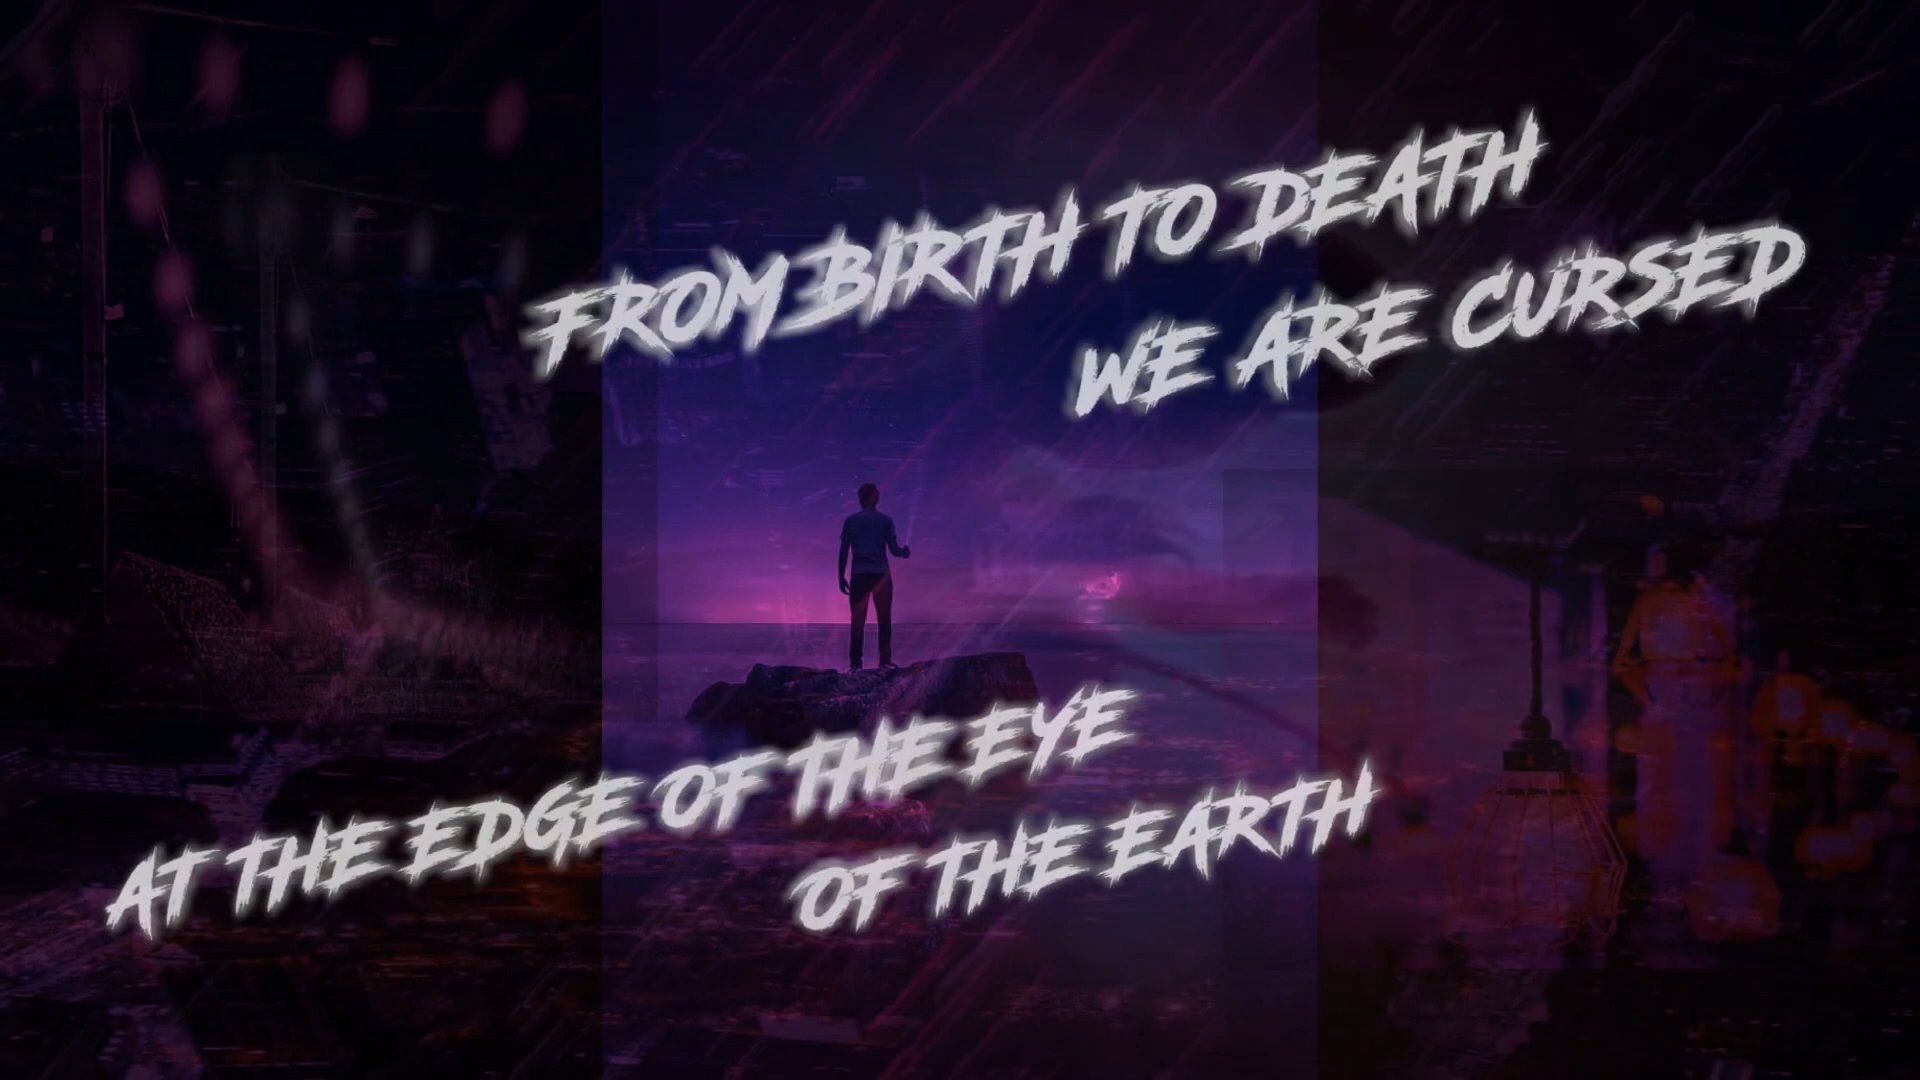 FROM BIRTH TO DEATH
WE ARE CURSED
AT THE EDGE OF THE EYE
OF THE EARTH